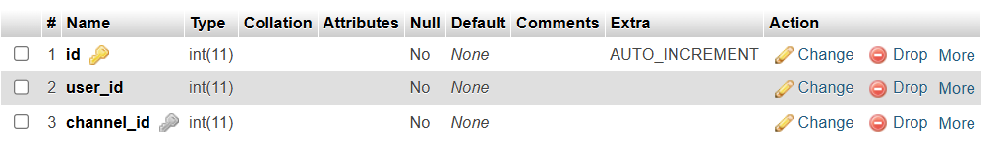 # Name Type Collation Attributes Null Default Comments Extra Action
1 id int(11) No None AUTO_INCREMENT Change Drop More
2 user_id int(11) No None Change Drop More
3 channel_id int(11) No None Change Drop More